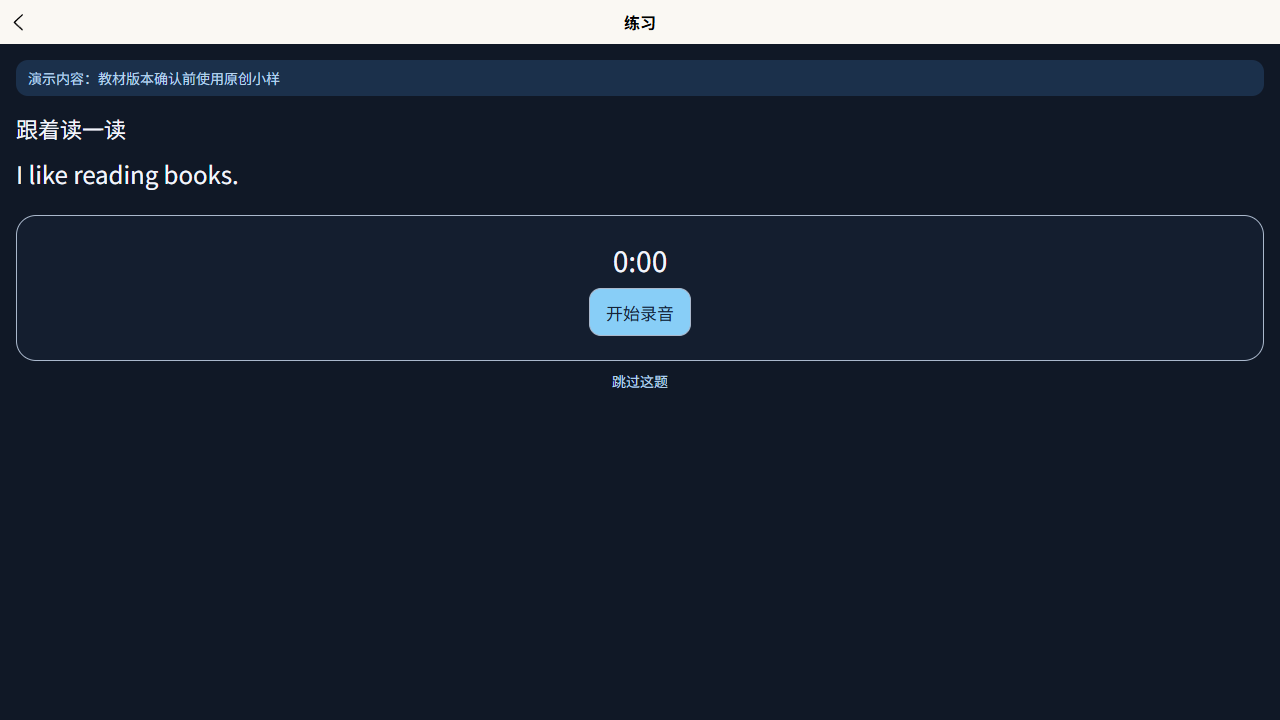 练习
演示内容：教材版本确认前使用原创小样
跟着读一读
I like reading books.
0:00
开始录音
跳过这题